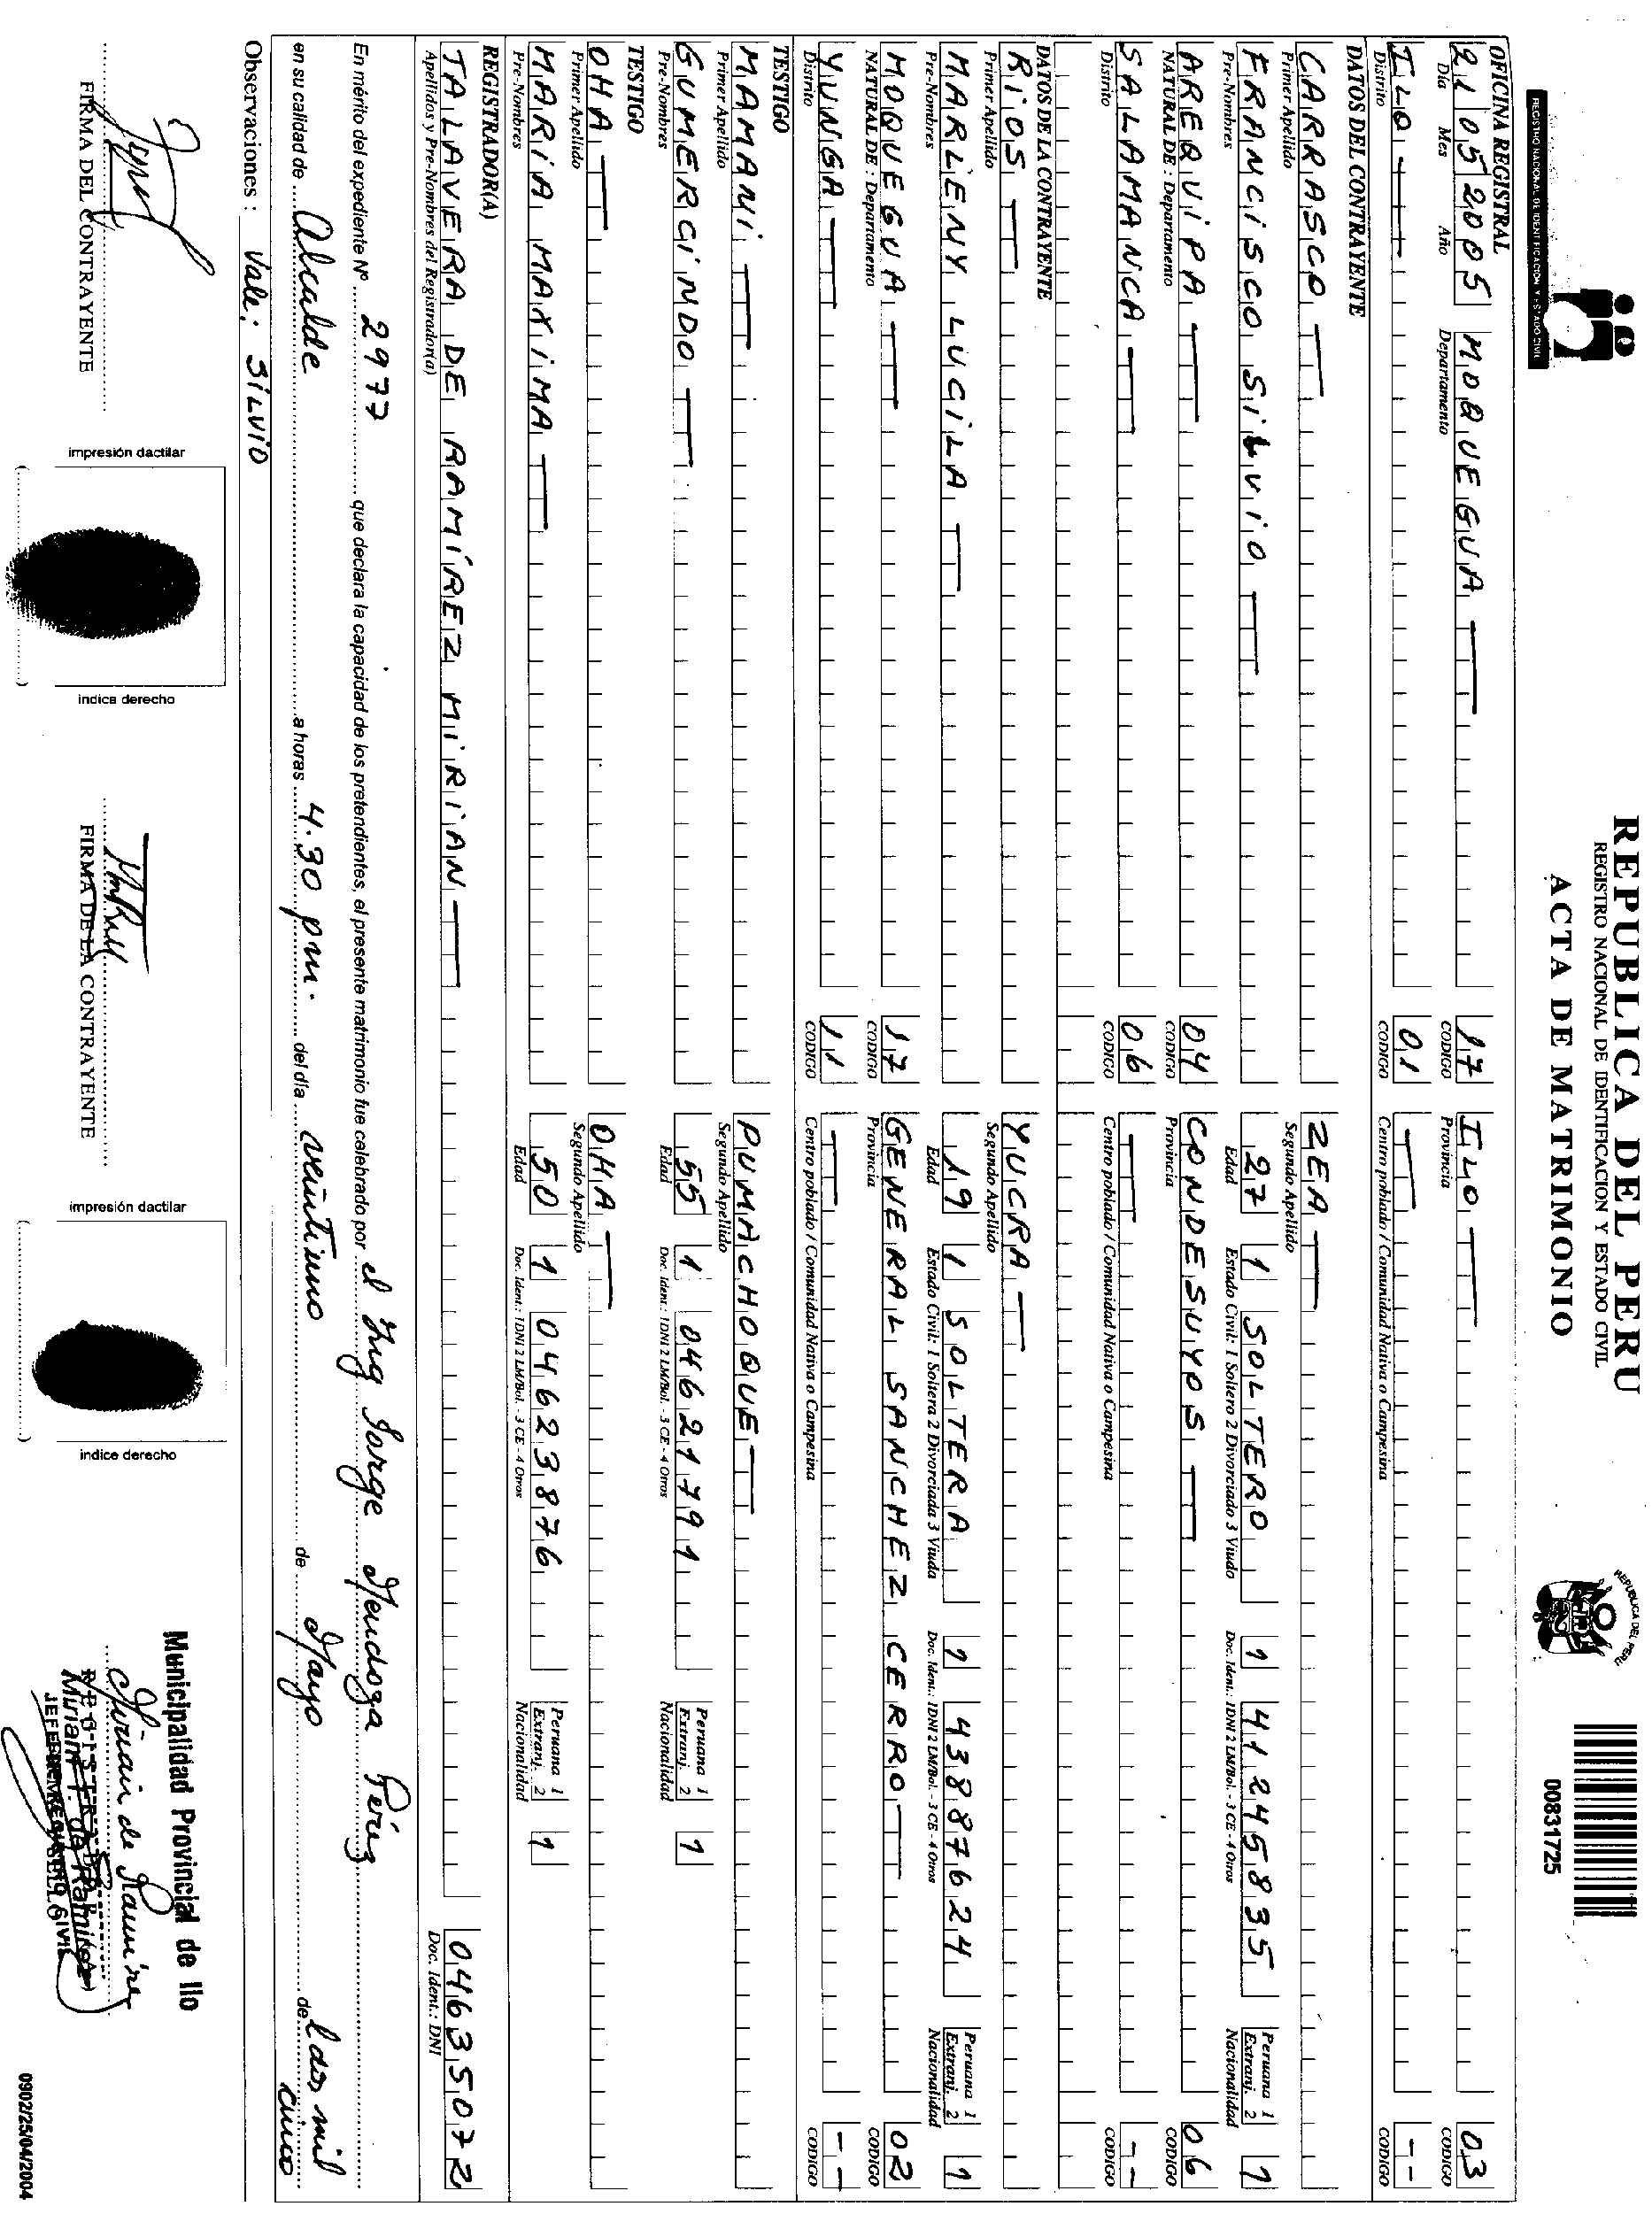 REGISTRO NACIONAL DE IDENTIFICACION Y ESTADO CIVIL
REPUBLICA DEL PERU
REGISTRO NACIONAL DE IDENTIFICACION Y ESTADO CIVIL
ACTA DE MATRIMONIO
REPUBLICA DEL PERU
00831725
OFICINA REGISTRAL
21 05 2005 MOQUEGUA 17 ILO 03
Día Mes Año Departamento CODIGO Provincia CODIGO
ILO 01 --
Distrito CODIGO Centro poblado / Comunidad Nativa o Campesina CODIGO
DATOS DEL CONTRAYENTE
CARRASCO ZEA
Primer Apellido Segundo Apellido
FRANCISCO SILVIO 27 1 SOLTERO 1 41245835 Peruana 1 Extranj. 2 1
Pre-Nombres Edad Estado Civil: 1 Soltero 2 Divorciado 3 Viudo Doc. Ident.: 1DNI 2 LM/Bol. - 3 CE - 4 Otros Nacionalidad
AREQUIPA 04 CONDESUYOS 06
NATURAL DE : Departamento CODIGO Provincia CODIGO
SALAMANCA 06 --
Distrito CODIGO Centro poblado / Comunidad Nativa o Campesina CODIGO
DATOS DE LA CONTRAYENTE
RIOS YUCRA
Primer Apellido Segundo Apellido
MARLENY LUCILA 19 1 SOLTERA 1 43887624 Peruana 1 Extranj. 2 1
Pre-Nombres Edad Estado Civil: 1 Soltera 2 Divorciada 3 Viuda Doc. Ident.: 1DNI 2 LM/Bol. - 3 CE - 4 Otros Nacionalidad
MOQUEGUA 17 GENERAL SANCHEZ CERRO 02
NATURAL DE : Departamento CODIGO Provincia CODIGO
YUNGA 11 --
Distrito CODIGO Centro poblado / Comunidad Nativa o Campesina CODIGO
TESTIGO
MAMANI PUMACHOQUE
Primer Apellido Segundo Apellido
GUMERCINDO 55 1 04621791 Peruana 1 Extranj. 2 1
Pre-Nombres Edad Doc. Ident.: 1DNI 2 LM/Bol. - 3 CE - 4 Otros Nacionalidad
TESTIGO
OHA OHA
Primer Apellido Segundo Apellido
MARIA MAXIMA 50 1 04623876 Peruana 1 Extranj. 2 1
Pre-Nombres Edad Doc. Ident.: 1DNI 2 LM/Bol. - 3 CE - 4 Otros Nacionalidad
REGISTRADOR(A)
TALAVERA DE RAMÍREZ MIRIAN 04635072
Apellidos y Pre-Nombres del Registrador(a) Doc. Ident.: DNI
En mérito del expediente Nº 2977 que declara la capacidad de los pretendientes, el presente matrimonio fue celebrado por el Ing Jorge Mendoza Peréz
en su calidad de Alcalde a horas 4.30 pm. del día veintiuno de Mayo de l dos mil
cinco
Observaciones : Vale: SILVIO
impresión dactilar
índice derecho
FIRMA DEL CONTRAYENTE
impresión dactilar
índice derecho
FIRMA DE LA CONTRAYENTE
Municipalidad Provincial de Ilo
Mirian de Ramirez
Mirian T. de Ramirez
0902/25/04/2004